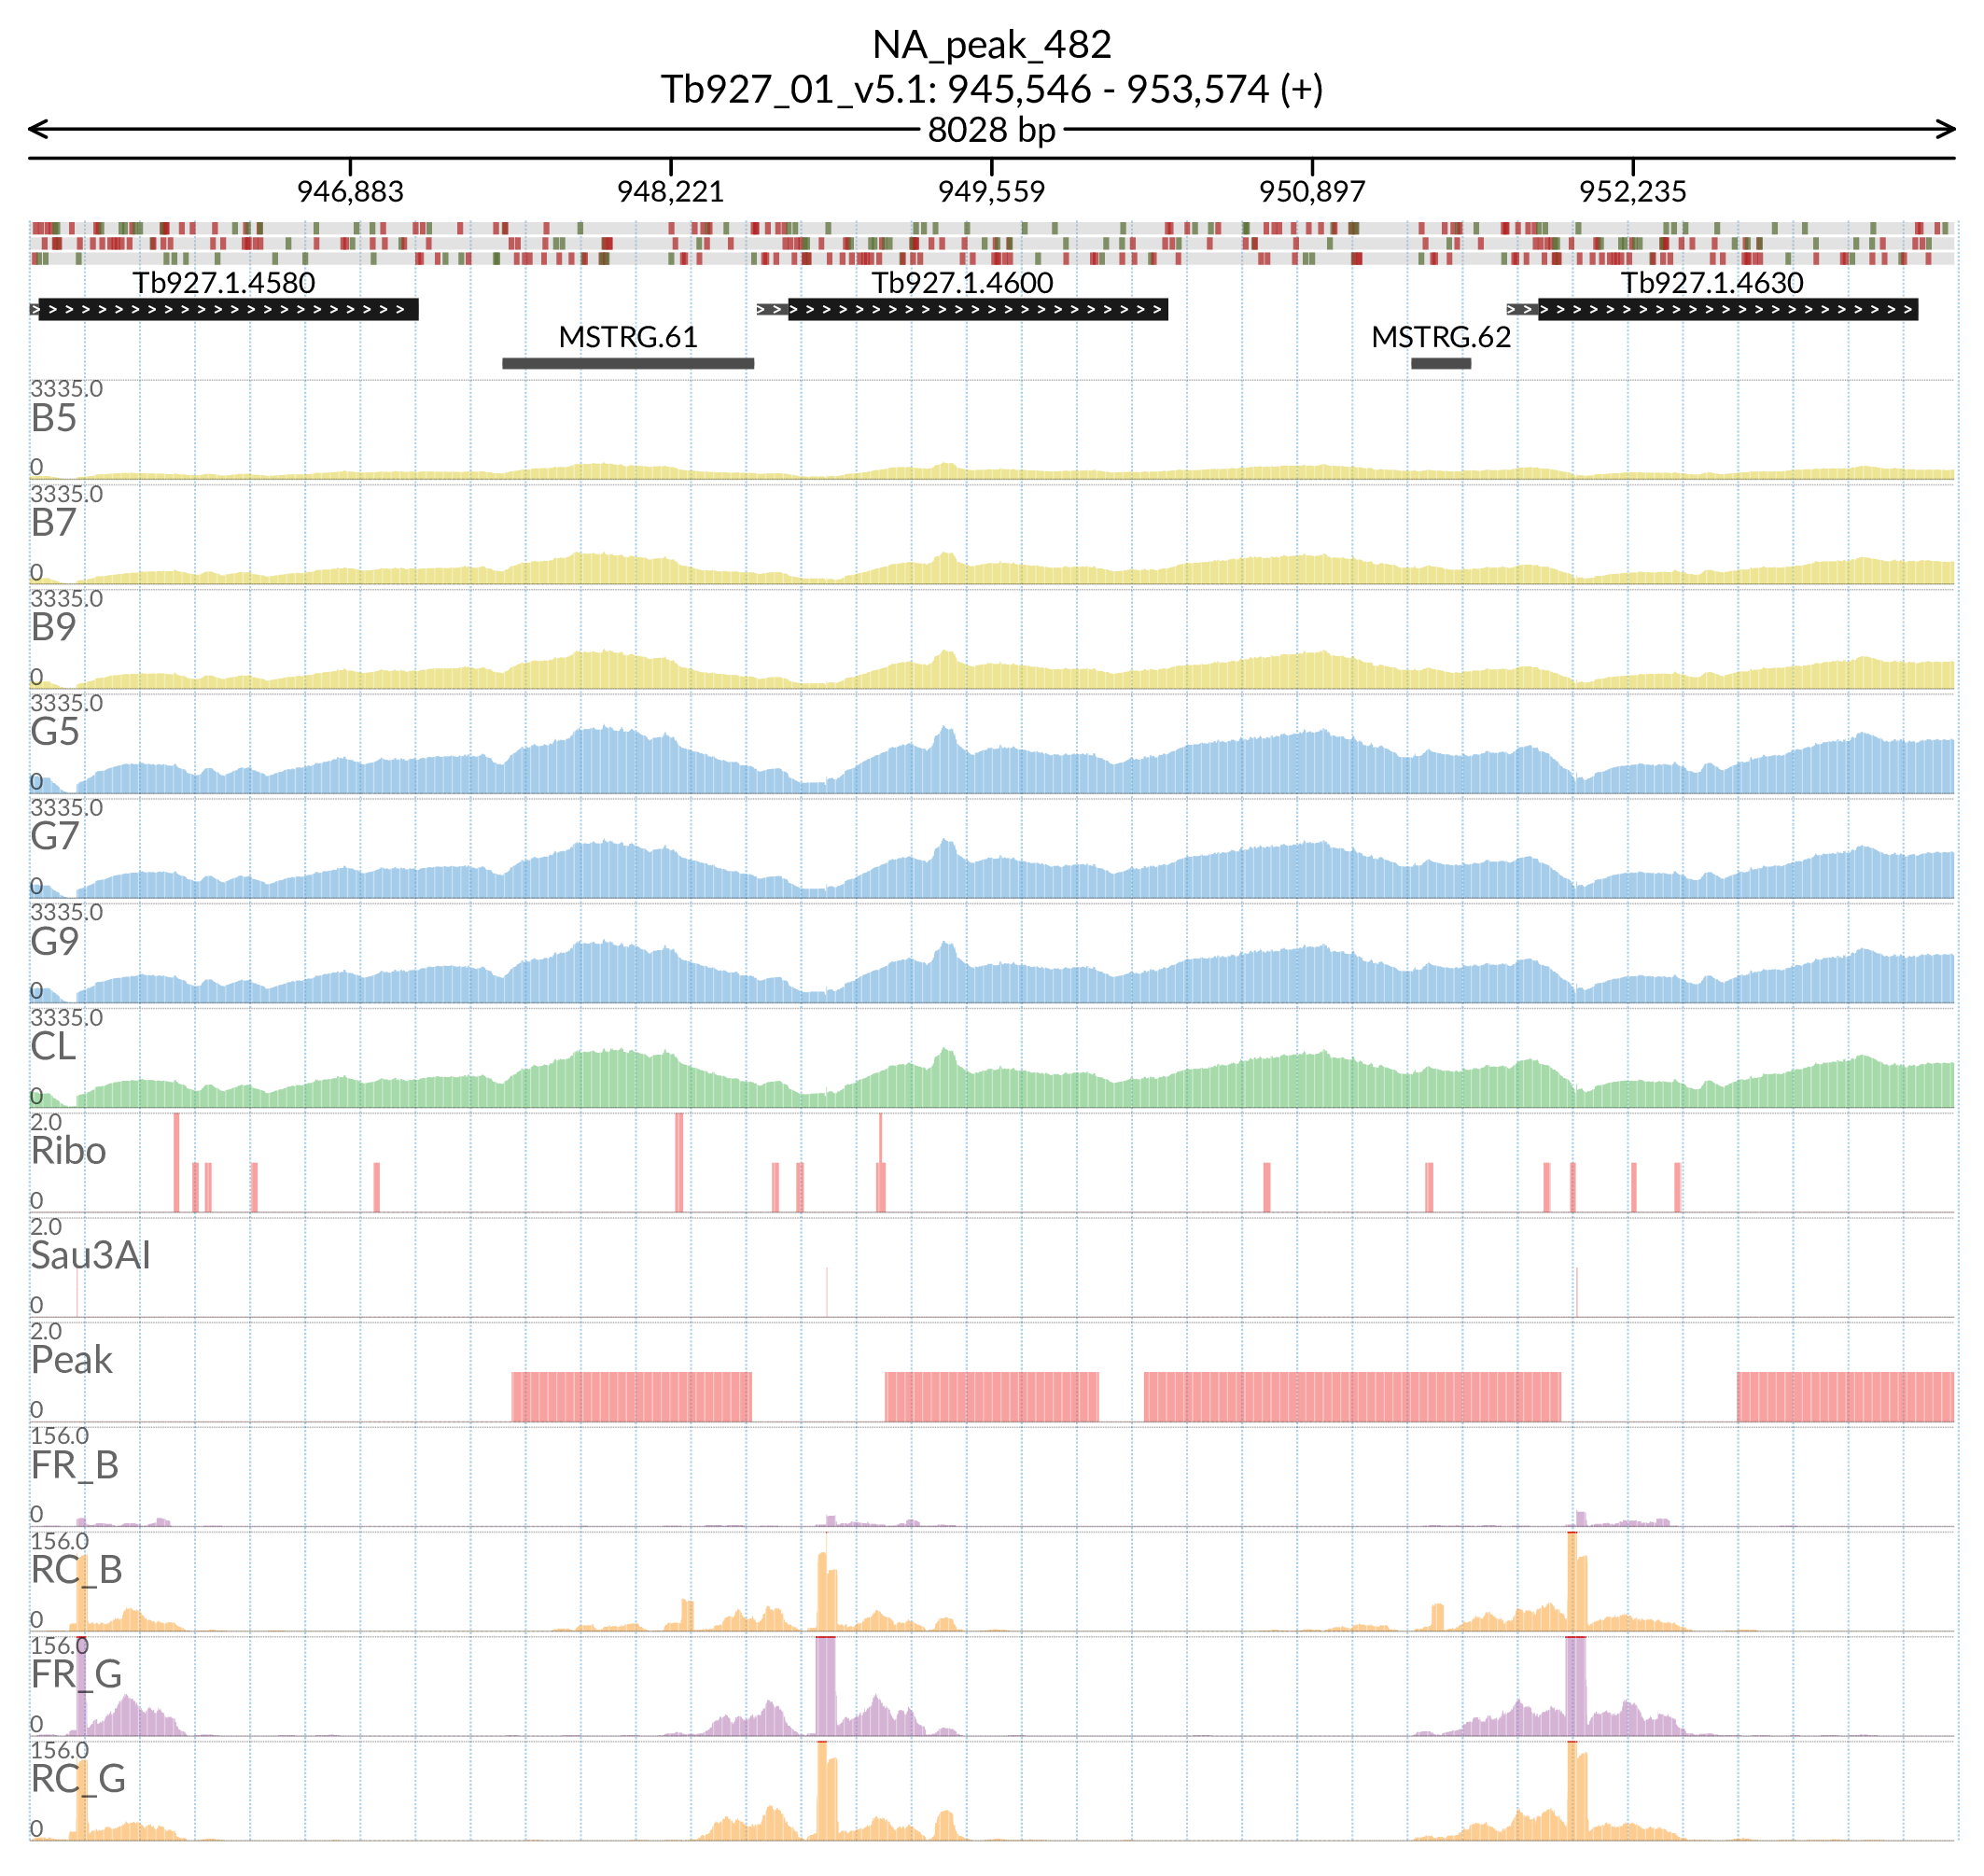 NA_peak_482
Tb927_01_v5.1: 945,546 - 953,574 (+)
8028 bp
946,883 948,221 949,559 950,897 952,235
Tb927.1.4580 Tb927.1.4600 Tb927.1.4630
MSTRG.61 MSTRG.62
3335.0
B5
0
3335.0
B7
0
3335.0
B9
0
3335.0
G5
0
3335.0
G7
0
3335.0
G9
0
3335.0
CL
0
2.0
Ribo
0
2.0
Sau3AI
0
2.0
Peak
0
156.0
FR_B
0
156.0
RC_B
0
156.0
FR_G
0
156.0
RC_G
0